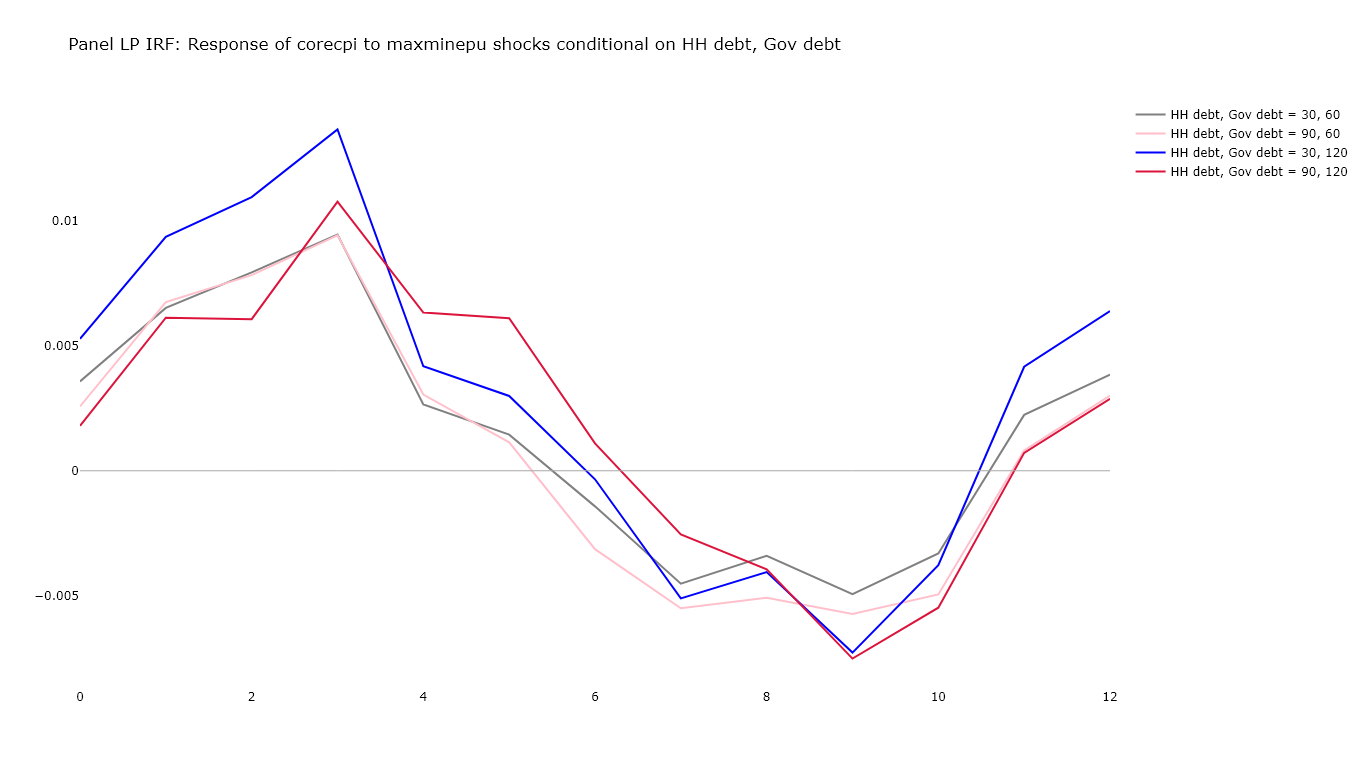 Panel LP IRF: Response of corecpi to maxminepu shocks conditional on HH debt, Gov debt
HH debt, Gov debt = 30, 60
HH debt, Gov debt = 90, 60
HH debt, Gov debt = 30, 120
HH debt, Gov debt = 90, 120
0.01
0.005
0
−0.005
0 2 4 6 8 10 12